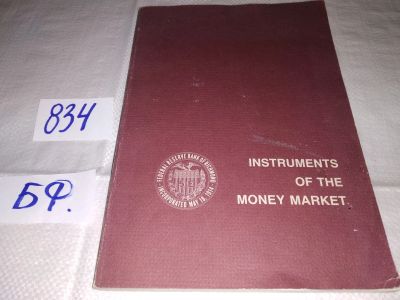 834
БФ.
INSTRUMENTS
OF THE
MONEY MARKET
FEDERAL RESERVE BANK OF RICHMOND
INCORPORATED MAY 18, 1914